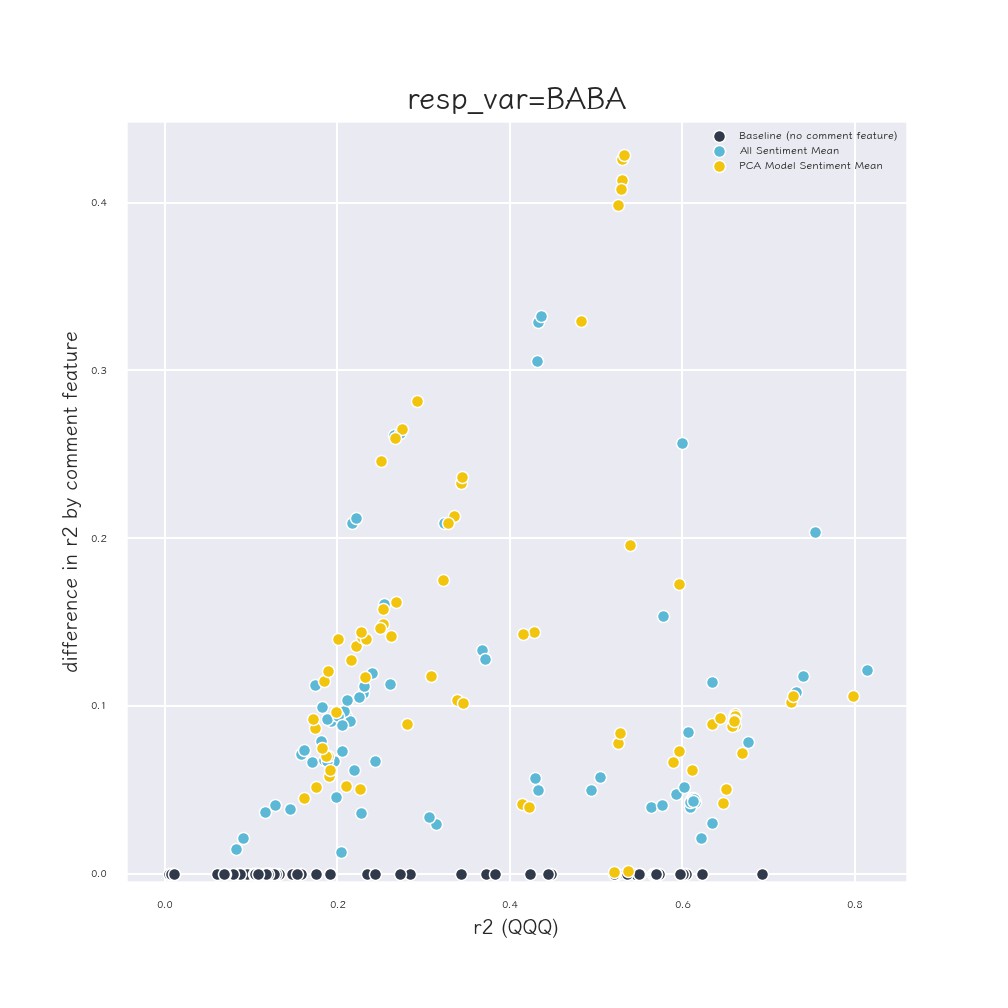 resp_var=BABA
Baseline (no comment feature)
All Sentiment Mean
PCA Model Sentiment Mean
difference in r2 by comment feature
0.4
0.3
0.2
0.1
0.0
0.0 0.2 0.4 0.6 0.8
r2 (QQQ)